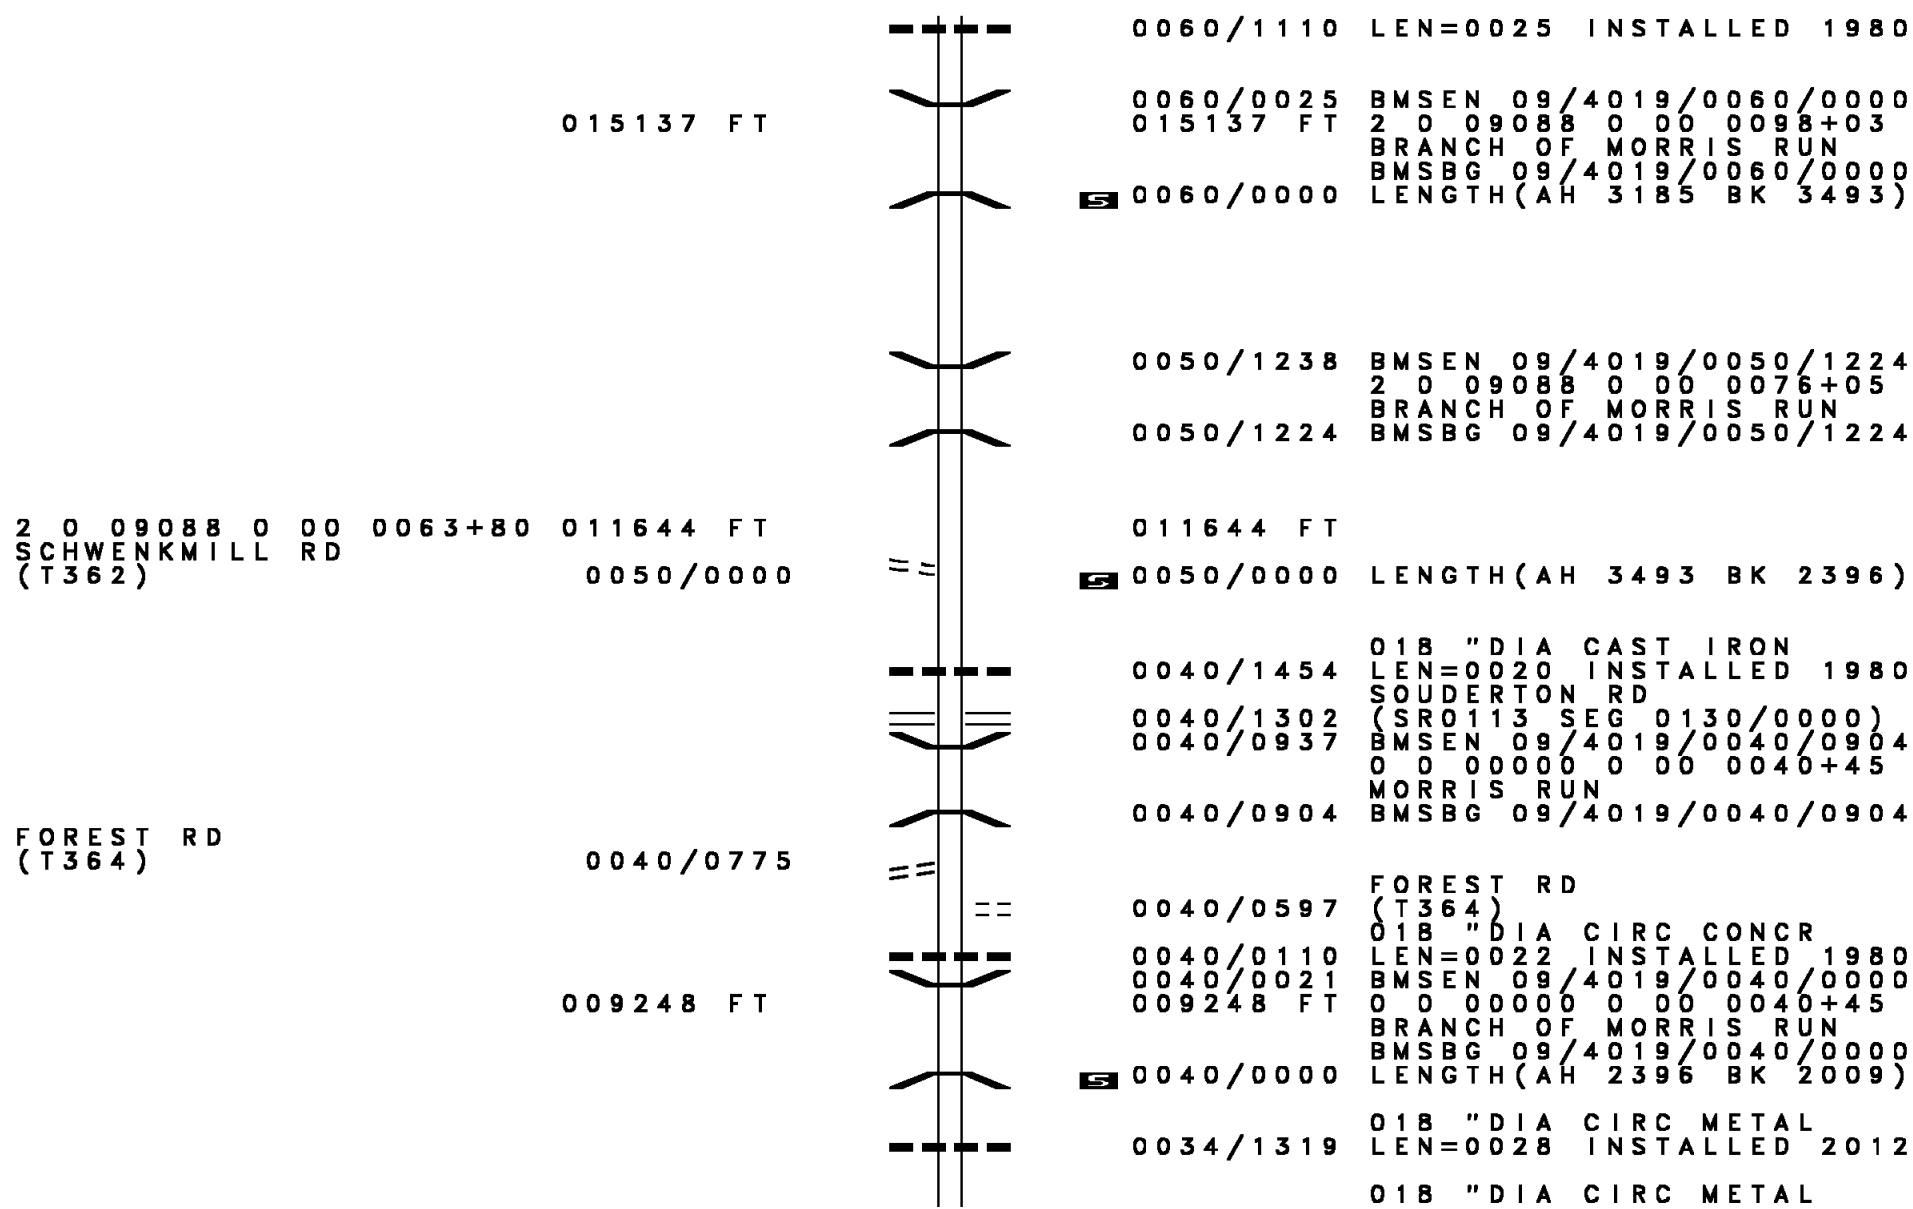 0060/1110 LEN=0025 INSTALLED 1980
0060/0025 BMSEN 09/4019/0060/0000
015137 FT 015137 FT 2 0 09088 0 00 0098+03
BRANCH OF MORRIS RUN
BMSBG 09/4019/0060/0000
S 0060/0000 LENGTH(AH 3185 BK 3493)
0050/1238 BMSEN 09/4019/0050/1224
2 0 09088 0 00 0076+05
BRANCH OF MORRIS RUN
0050/1224 BMSBG 09/4019/0050/1224
2 0 09088 0 00 0063+80 011644 FT 011644 FT
SCHWENKMILL RD
(T362) 0050/0000 S 0050/0000 LENGTH(AH 3493 BK 2396)
018 "DIA CAST IRON
0040/1454 LEN=0020 INSTALLED 1980
SOUDERTON RD
0040/1302 (SR0113 SEG 0130/0000)
0040/0937 BMSEN 09/4019/0040/0904
0 0 00000 0 00 0040+45
MORRIS RUN
0040/0904 BMSBG 09/4019/0040/0904
FOREST RD
(T364) 0040/0775
FOREST RD
0040/0597 (T364)
018 "DIA CIRC CONCR
0040/0110 LEN=0022 INSTALLED 1980
0040/0021 BMSEN 09/4019/0040/0000
009248 FT 009248 FT 0 0 00000 0 00 0040+45
BRANCH OF MORRIS RUN
BMSBG 09/4019/0040/0000
S 0040/0000 LENGTH(AH 2396 BK 2009)
018 "DIA CIRC METAL
0034/1319 LEN=0028 INSTALLED 2012
018 "DIA CIRC METAL